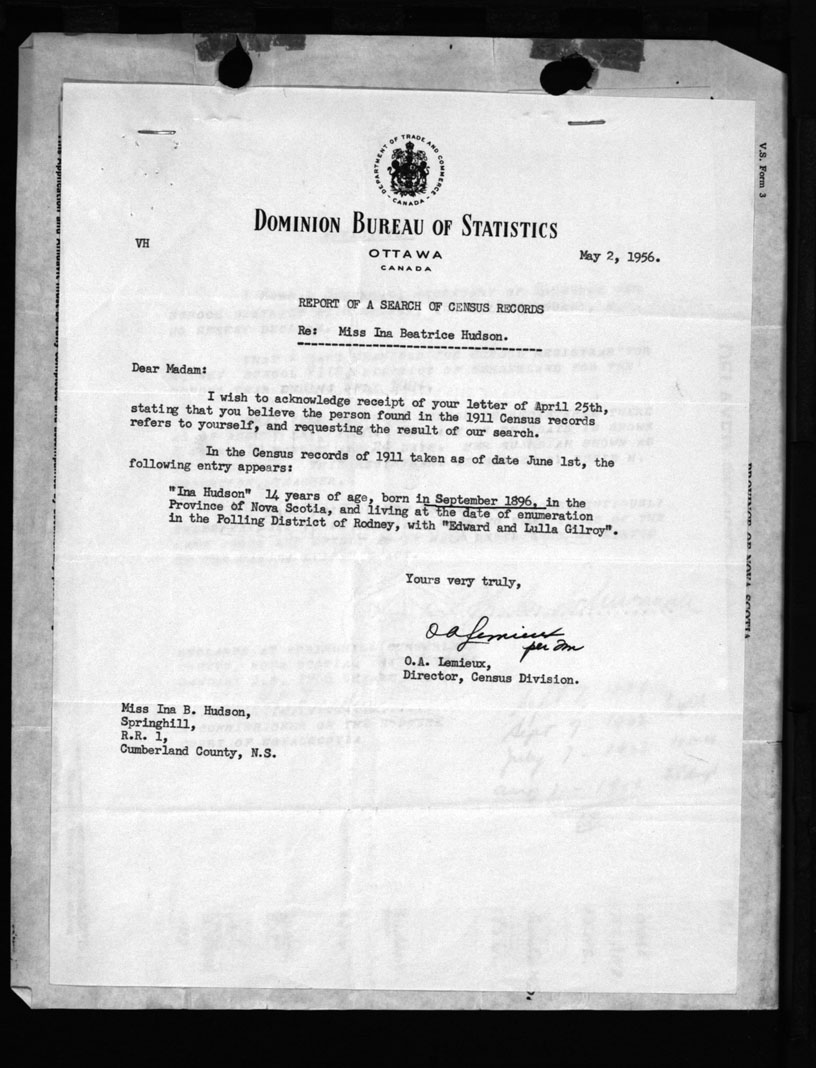 DEPARTMENT OF TRADE AND COMMERCE
CANADA
DOMINION BUREAU OF STATISTICS
OTTAWA
CANADA
VH
May 2, 1956.
V.S. Form 3
REPORT OF A SEARCH OF CENSUS RECORDS
Re: Miss Ina Beatrice Hudson.
Dear Madam:
I wish to acknowledge receipt of your letter of April 25th,
stating that you believe the person found in the 1911 Census records
refers to yourself, and requesting the result of our search.
In the Census records of 1911 taken as of date June 1st, the
following entry appears:
"Ina Hudson" 14 years of age, born in September 1896, in the
Province of Nova Scotia, and living at the date of enumeration
in the Polling District of Rodney, with "Edward and Lulla Gilroy".
Yours very truly,
O A Lemieux
per
O.A. Lemieux,
Director, Census Division.
Miss Ina B. Hudson,
Springhill,
R.R. 1,
Cumberland County, N.S.